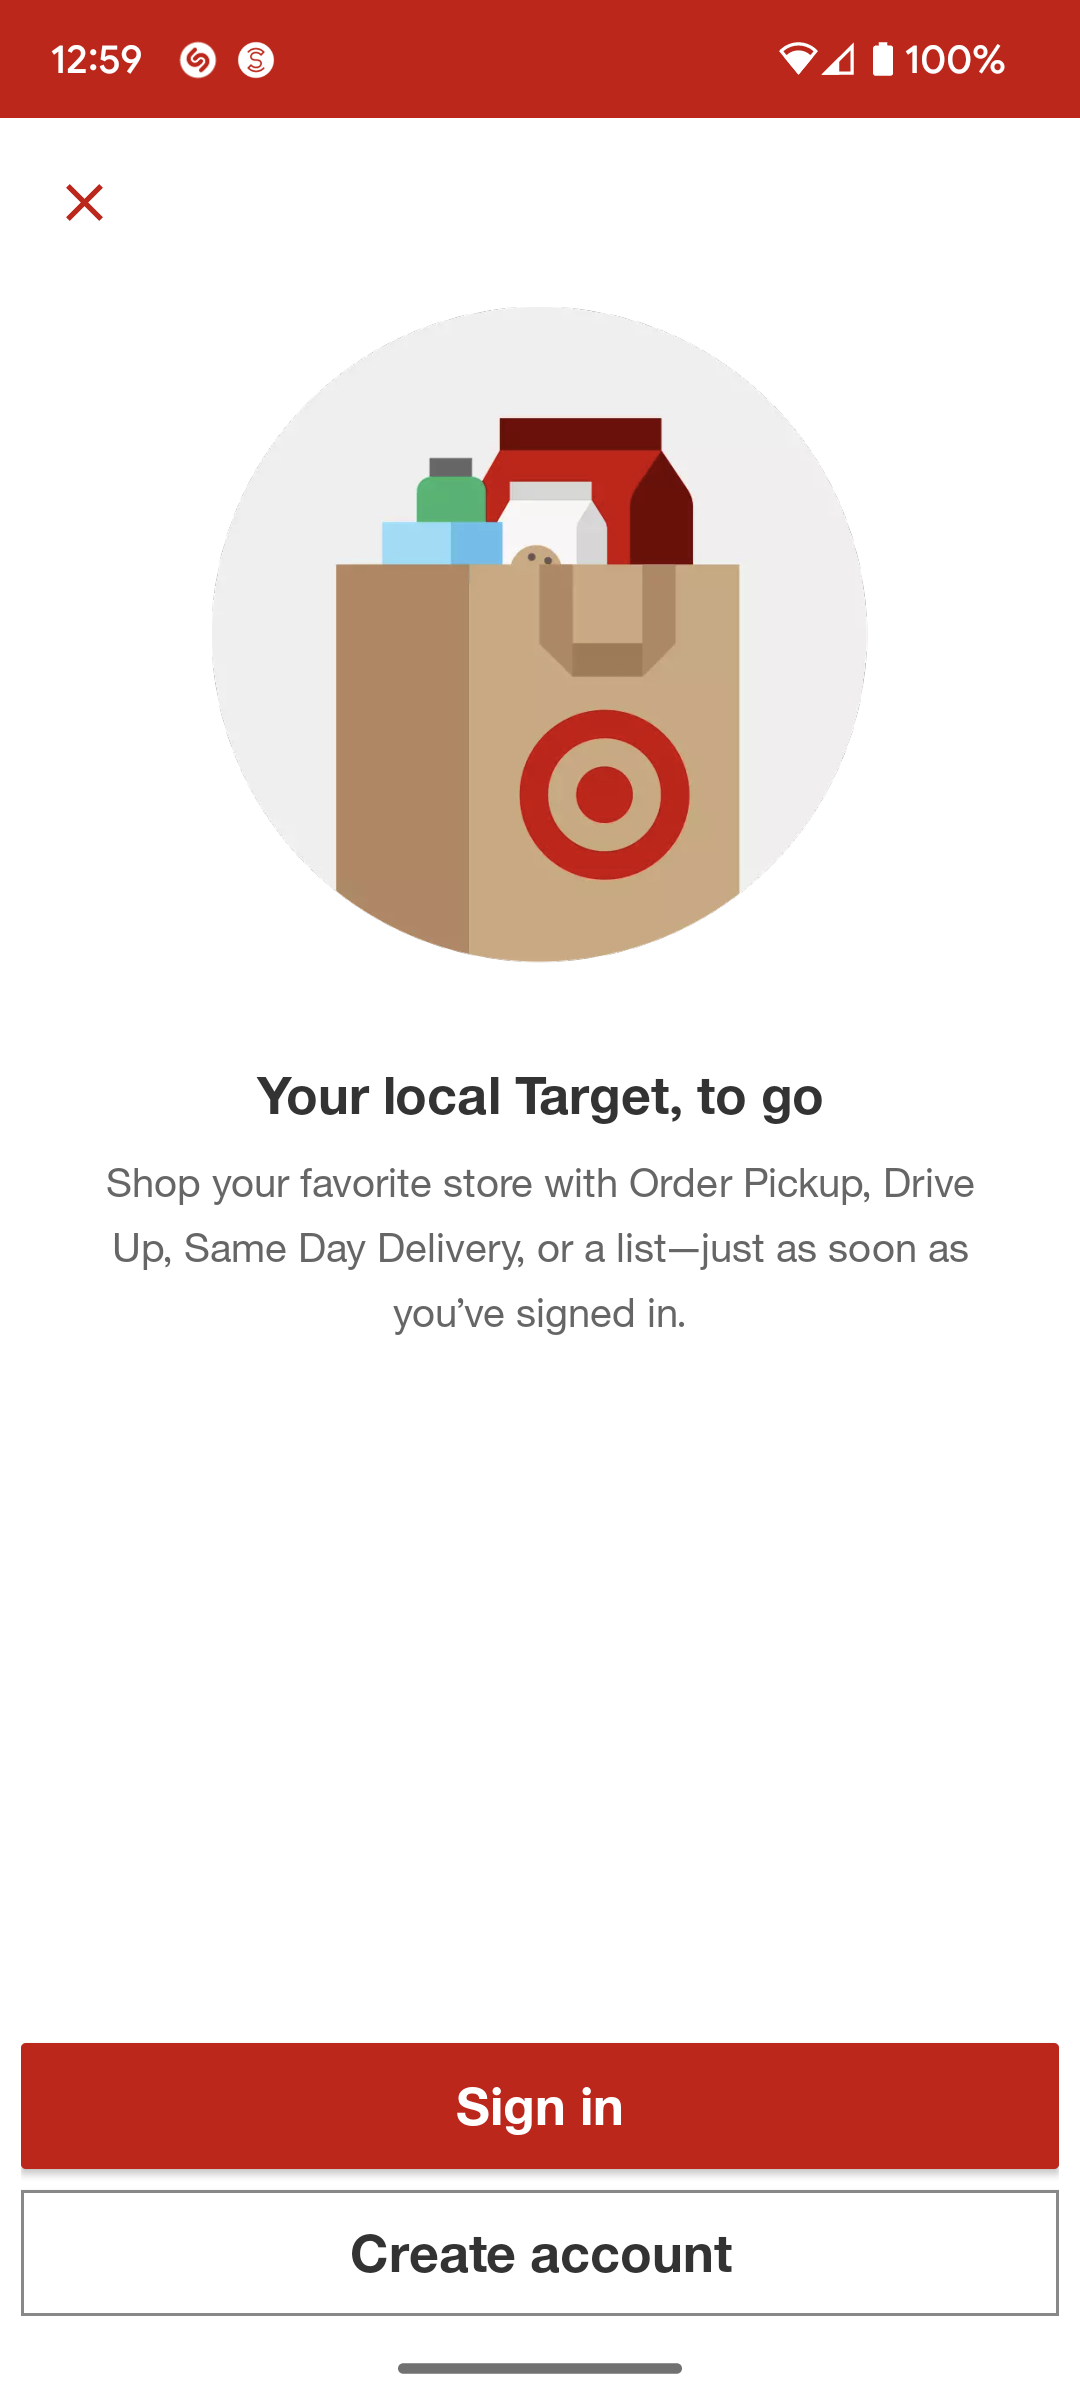 12:59
100%
Your local Target, to go
Shop your favorite store with Order Pickup, Drive
Up, Same Day Delivery, or a list—just as soon as
you’ve signed in.
Sign in
Create account